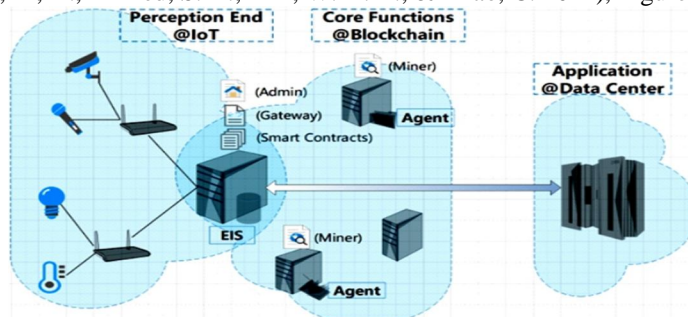 Perception End
@IoT
Core Functions
@Blockchain
(Miner)
Application
@Data Center
(Admin)
(Gateway)
Agent
(Smart Contracts)
EIS
(Miner)
Agent